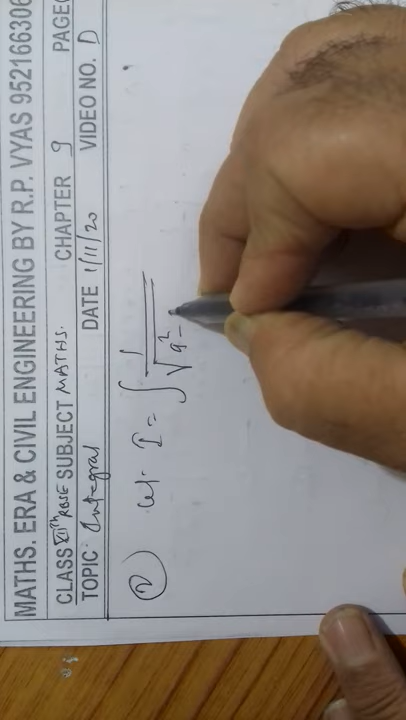 MATHS. ERA & CIVIL ENGINEERING BY R.P. VYAS 952166306
CLASS XIIth RBSE SUBJECT MATHS. CHAPTER 9 PAGE
TOPIC: Integral DATE 1/11/20 VIDEO NO. D
(2) let I = ∫ 1/√a² -